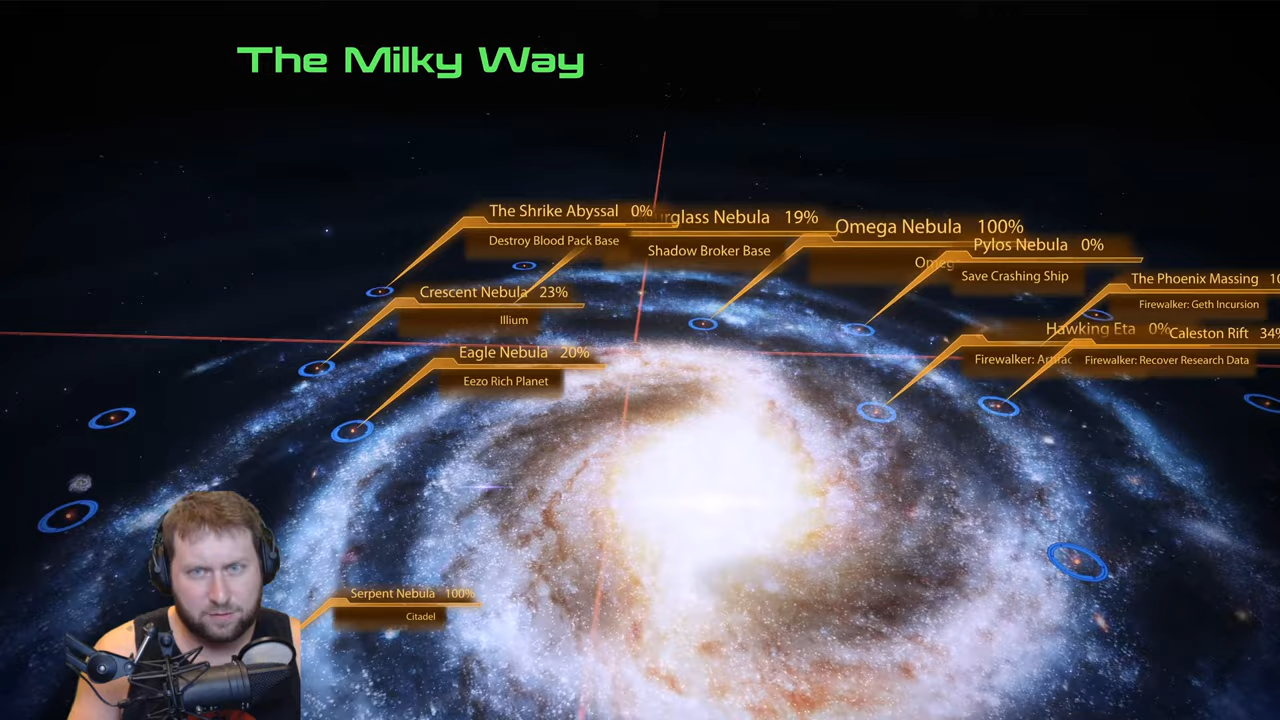 The Milky Way
The Shrike Abyssal 0%
Destroy Blood Pack Base
Nebula 19%
Shadow Broker Base
Omega Nebula 100%
Pylos Nebula 0%
Save Crashing Ship
The Phoenix Massing
Firewalker: Geth Incursion
Crescent Nebula 23%
Illium
Hawking Eta 0%
Firewalker:
Caleston Rift 34%
Firewalker: Recover Research Data
Eagle Nebula 20%
Eezo Rich Planet
Serpent Nebula 100%
Citadel